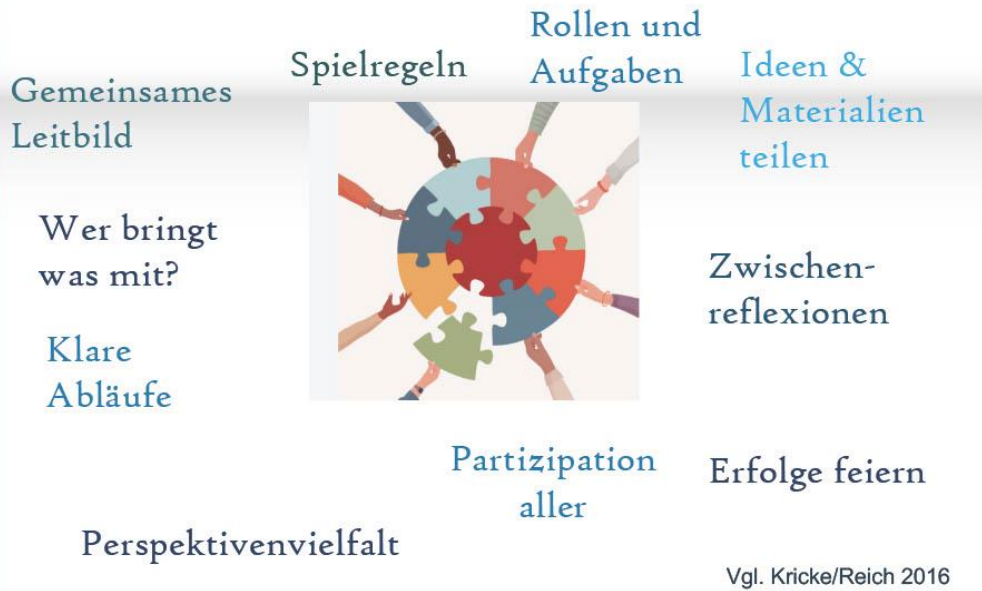 Rollen und
Aufgaben
Spielregeln
Ideen &
Materialien
teilen
Gemeinsames
Leitbild
Wer bringt
was mit?
Zwischen-
reflexionen
Klare
Abläufe
Partizipation
aller
Erfolge feiern
Perspektivenvielfalt
Vgl. Kricke/Reich 2016